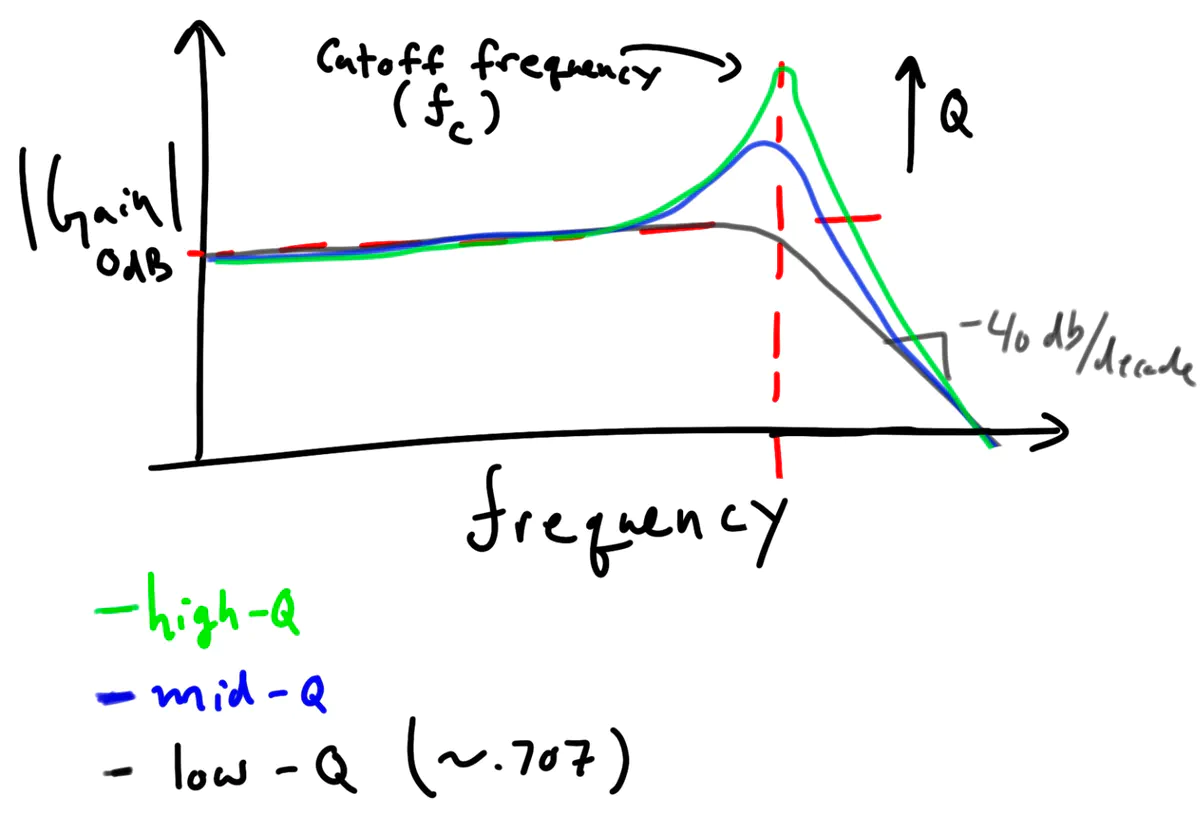 Cutoff frequency
(fc)
Q
|Gain|
0dB
-40 db/decade
frequency
- high-Q
- mid-Q
- low-Q (~.707)